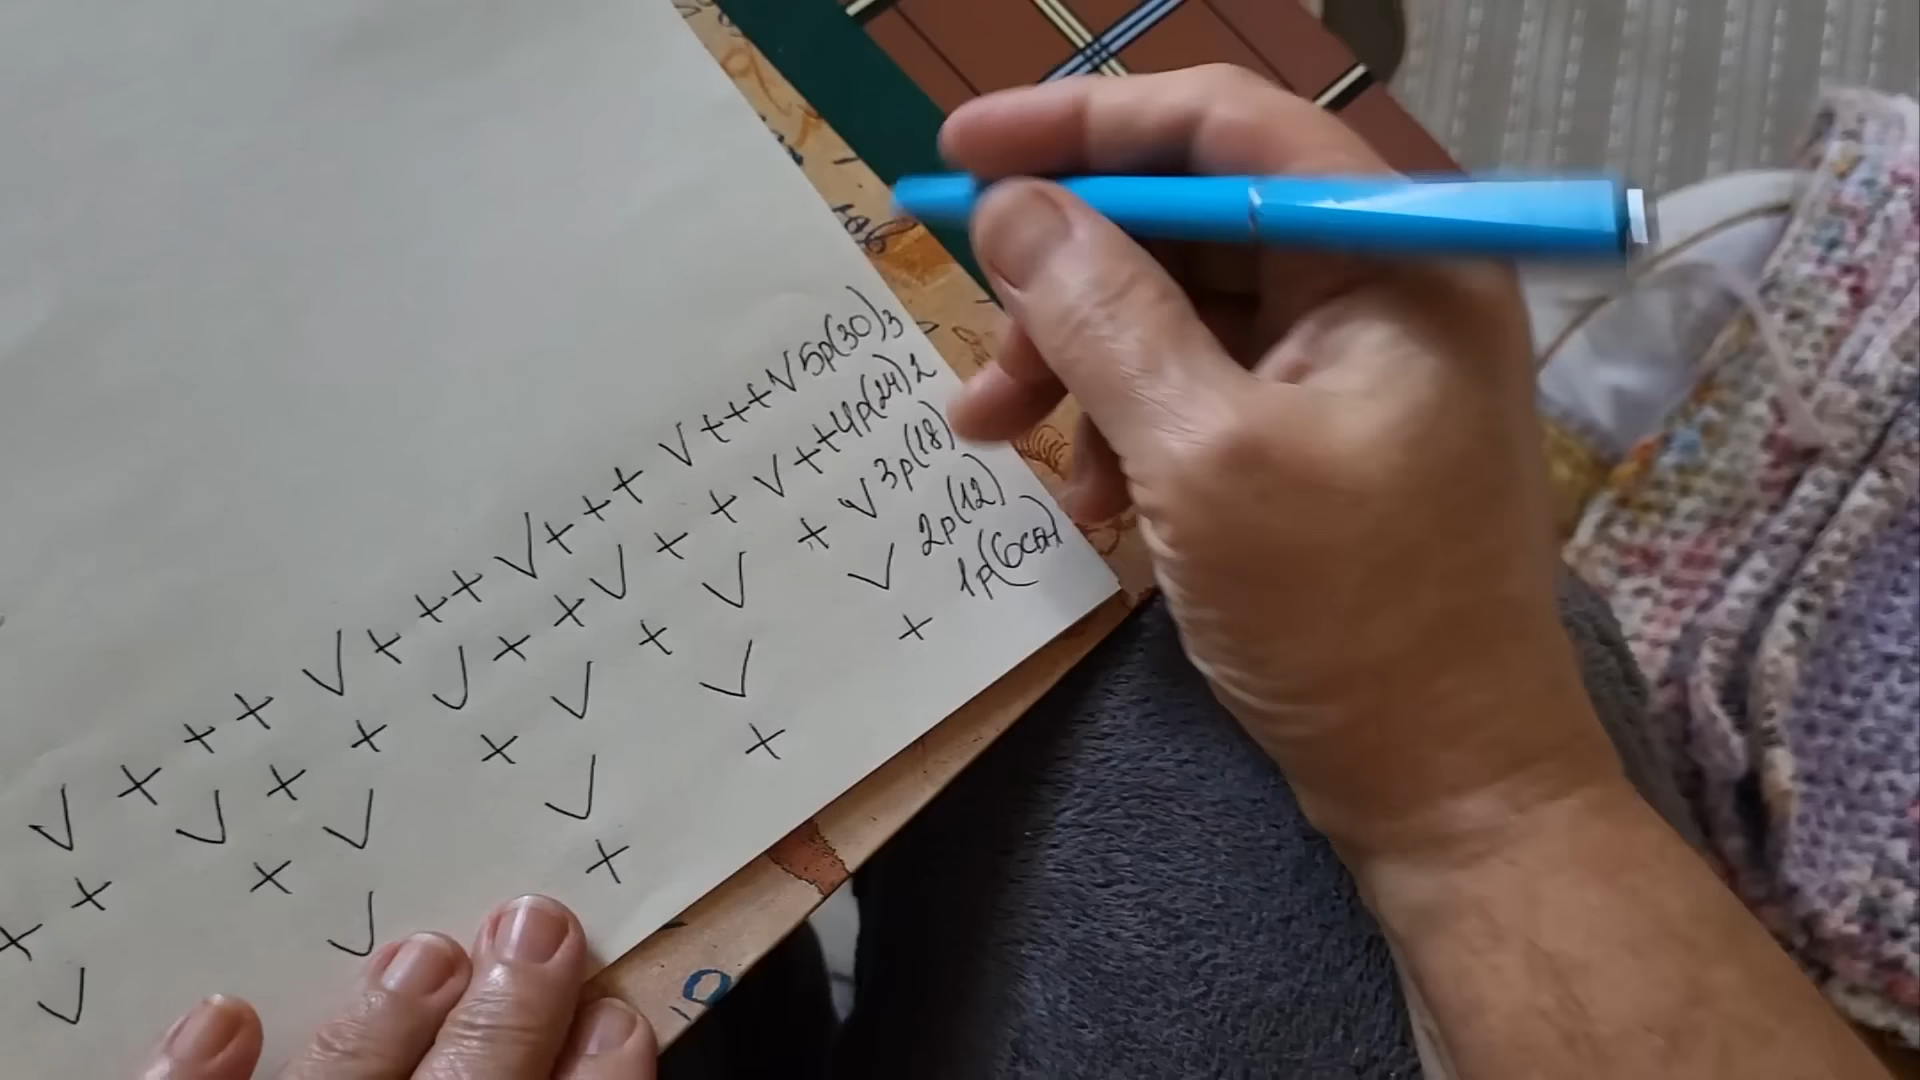 V + + + V + + + V + + + V + + + V 5р(30)3
+ V + + V + + V + + V + + 4р(24)2
+ V + V + V + V 3р(18)
V V V V V 2р(12)
+ + + 1р(6сбн)